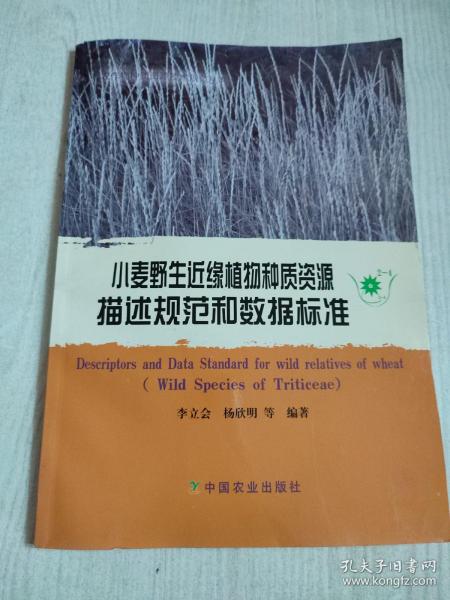 小麦野生近缘植物种质资源
描述规范和数据标准
2-4
Descriptors and Data Standard for wild relatives of wheat
( Wild Species of Triticeae)
李立会 杨欣明 等 编著
中国农业出版社
孔夫子旧书网
www.kongfz.com